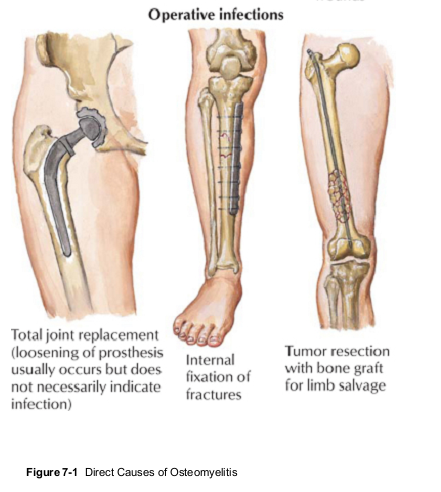 Operative infections
Total joint replacement
(loosening of prosthesis
usually occurs but does
not necessarily indicate
infection)
Internal
fixation of
fractures
Tumor resection
with bone graft
for limb salvage
Figure 7-1 Direct Causes of Osteomyelitis